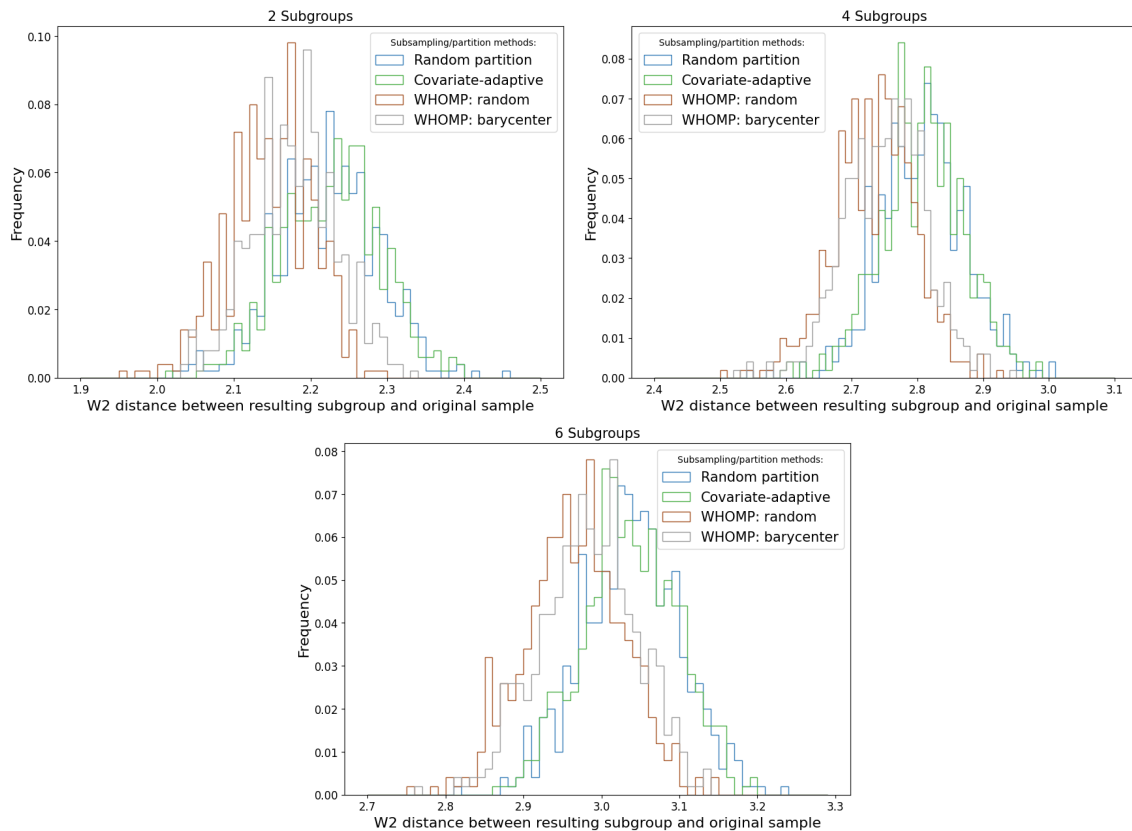 2 Subgroups
0.10
0.08
0.06
0.04
0.02
0.00
Frequency
Subsampling/partition methods:
Random partition
Covariate-adaptive
WHOMP: random
WHOMP: barycenter
1.9 2.0 2.1 2.2 2.3 2.4 2.5
W2 distance between resulting subgroup and original sample
4 Subgroups
0.08
0.07
0.06
0.05
0.04
0.03
0.02
0.01
0.00
Frequency
Subsampling/partition methods:
Random partition
Covariate-adaptive
WHOMP: random
WHOMP: barycenter
2.4 2.5 2.6 2.7 2.8 2.9 3.0 3.1
W2 distance between resulting subgroup and original sample
6 Subgroups
0.08
0.07
0.06
0.05
0.04
0.03
0.02
0.01
0.00
Frequency
Subsampling/partition methods:
Random partition
Covariate-adaptive
WHOMP: random
WHOMP: barycenter
2.7 2.8 2.9 3.0 3.1 3.2 3.3
W2 distance between resulting subgroup and original sample